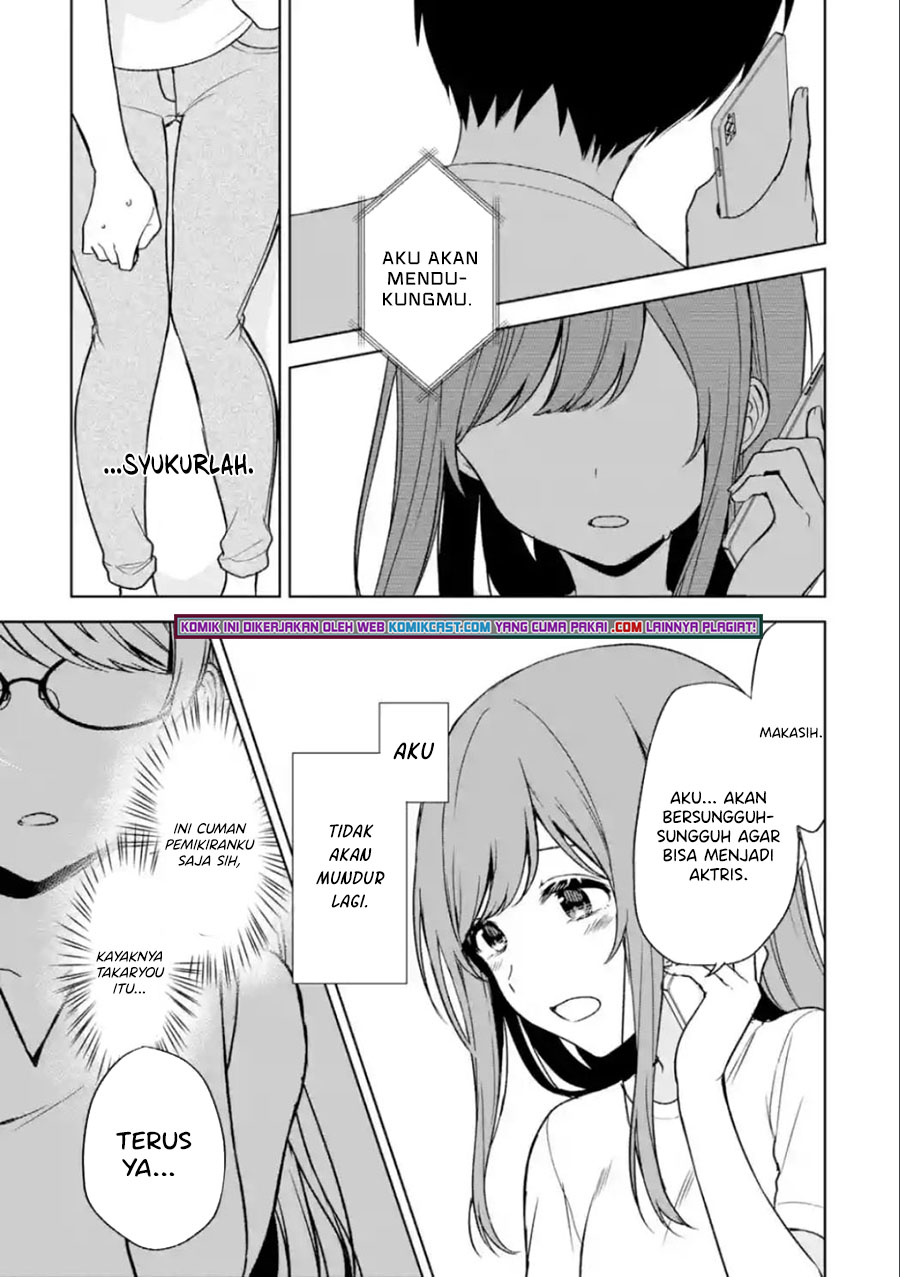 AKU AKAN
MENDU-
KUNGMU.
...SYUKURLAH.
KOMIK INI DIKERJAKAN OLEH WEB KOMIKCAST.COM YANG CUMA PAKAI .COM LAINNYA PLAGIAT!
MAKASIH.
AKU... AKAN
BERSUNGGUH-
SUNGGUH AGAR
BISA MENJADI
AKTRIS.
AKU
TIDAK
AKAN
MUNDUR
LAGI.
INI CUMAN
PEMIKIRANKU
SAJA SIH,
KAYAKNYA
TAKARYOU
ITU...
TERUS
YA...